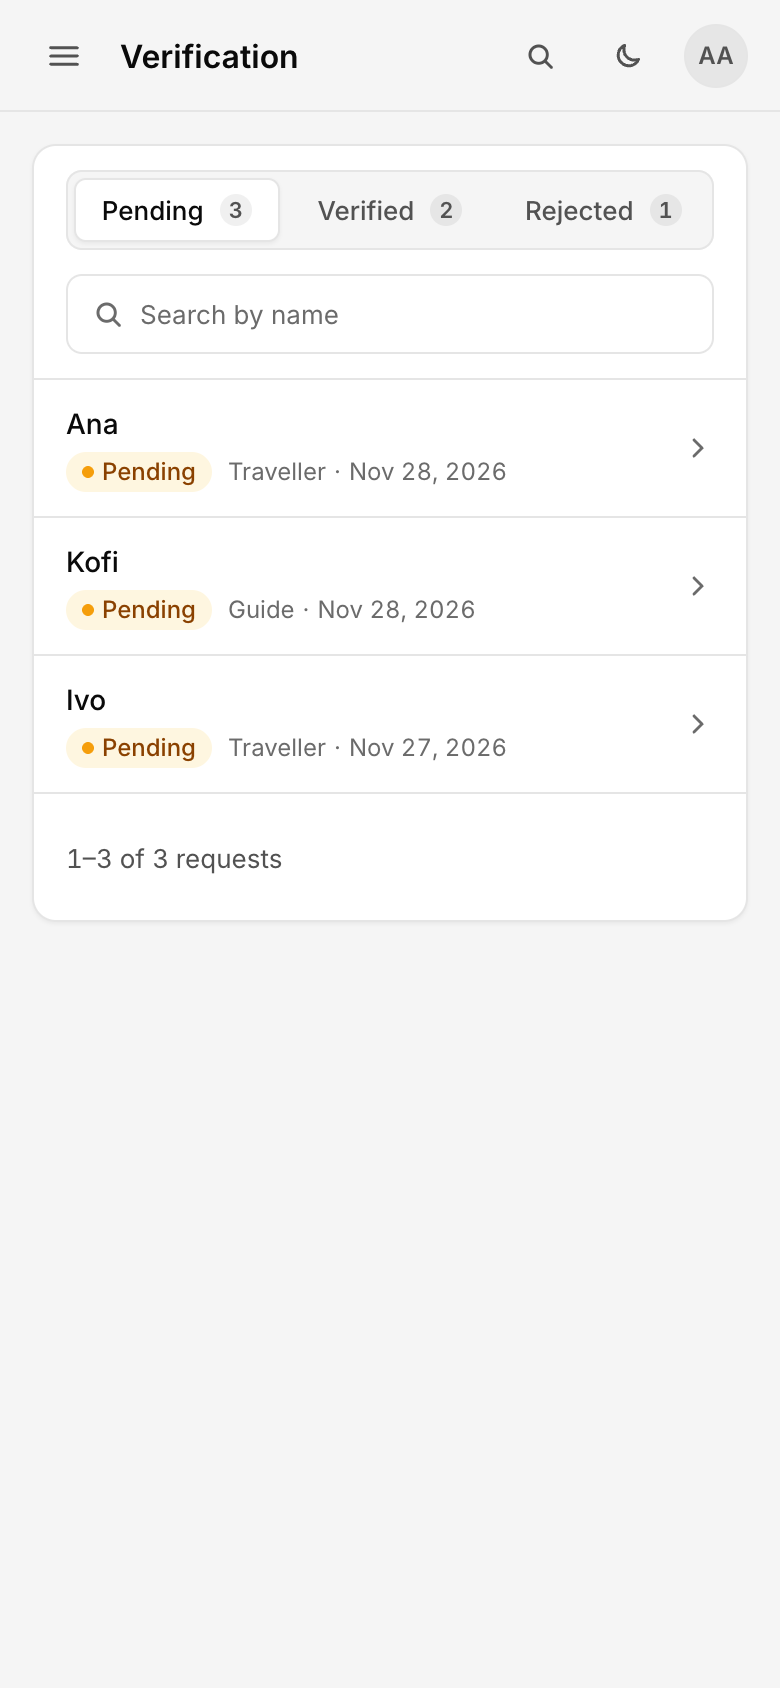 Verification
AA
Pending 3
Verified 2
Rejected 1
Search by name
Ana
Pending Traveller · Nov 28, 2026
Kofi
Pending Guide · Nov 28, 2026
Ivo
Pending Traveller · Nov 27, 2026
1–3 of 3 requests